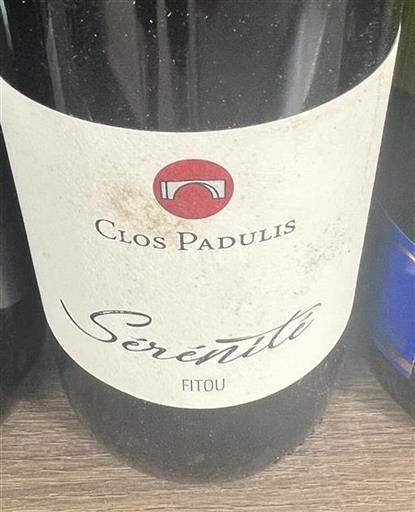 Clos Padulis
Sérénité
FITOU